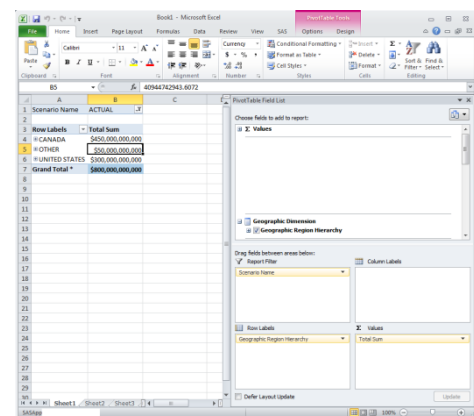 Book1 - Microsoft Excel
PivotTable Tools
File Home Insert Page Layout Formulas Data Review View SAS Options Design
Paste
Calibri 11
B I U
Currency
$ % ,
Conditional Formatting
Format as Table
Cell Styles
Insert
Delete
Format
Sort & Filter
Find & Select
Clipboard Font Alignment Number Styles Cells Editing
B5 fx 40944742943.6072
A B C
1 Scenario Name ACTUAL
2
3 Row Labels Total Sum
4 CANADA $450,000,000,000
5 OTHER $50,000,000,000
6 UNITED STATES $300,000,000,000
7 Grand Total * $800,000,000,000
8
9
10
11
12
13
14
15
16
17
18
19
20
21
22
23
24
25
26
27
28
29
30
PivotTable Field List
Choose fields to add to report:
Σ Values
Geographic Dimension
Geographic Region Hierarchy
Drag fields between areas below:
Report Filter
Column Labels
Scenario Name
Row Labels
Σ Values
Geographic Region Hierarchy
Total Sum
Defer Layout Update
Update
Sheet1 Sheet2 Sheet3
SASApp
100%